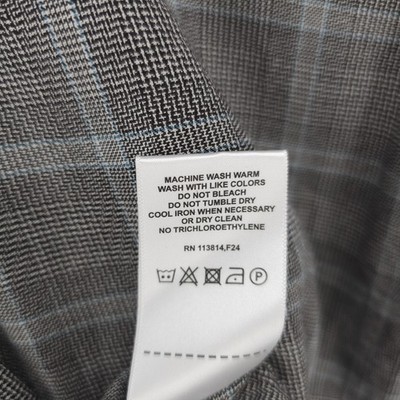 MACHINE WASH WARM
WASH WITH LIKE COLORS
DO NOT BLEACH
DO NOT TUMBLE DRY
COOL IRON WHEN NECESSARY
OR DRY CLEAN
NO TRICHLOROETHYLENE
RN 113814,F24
P